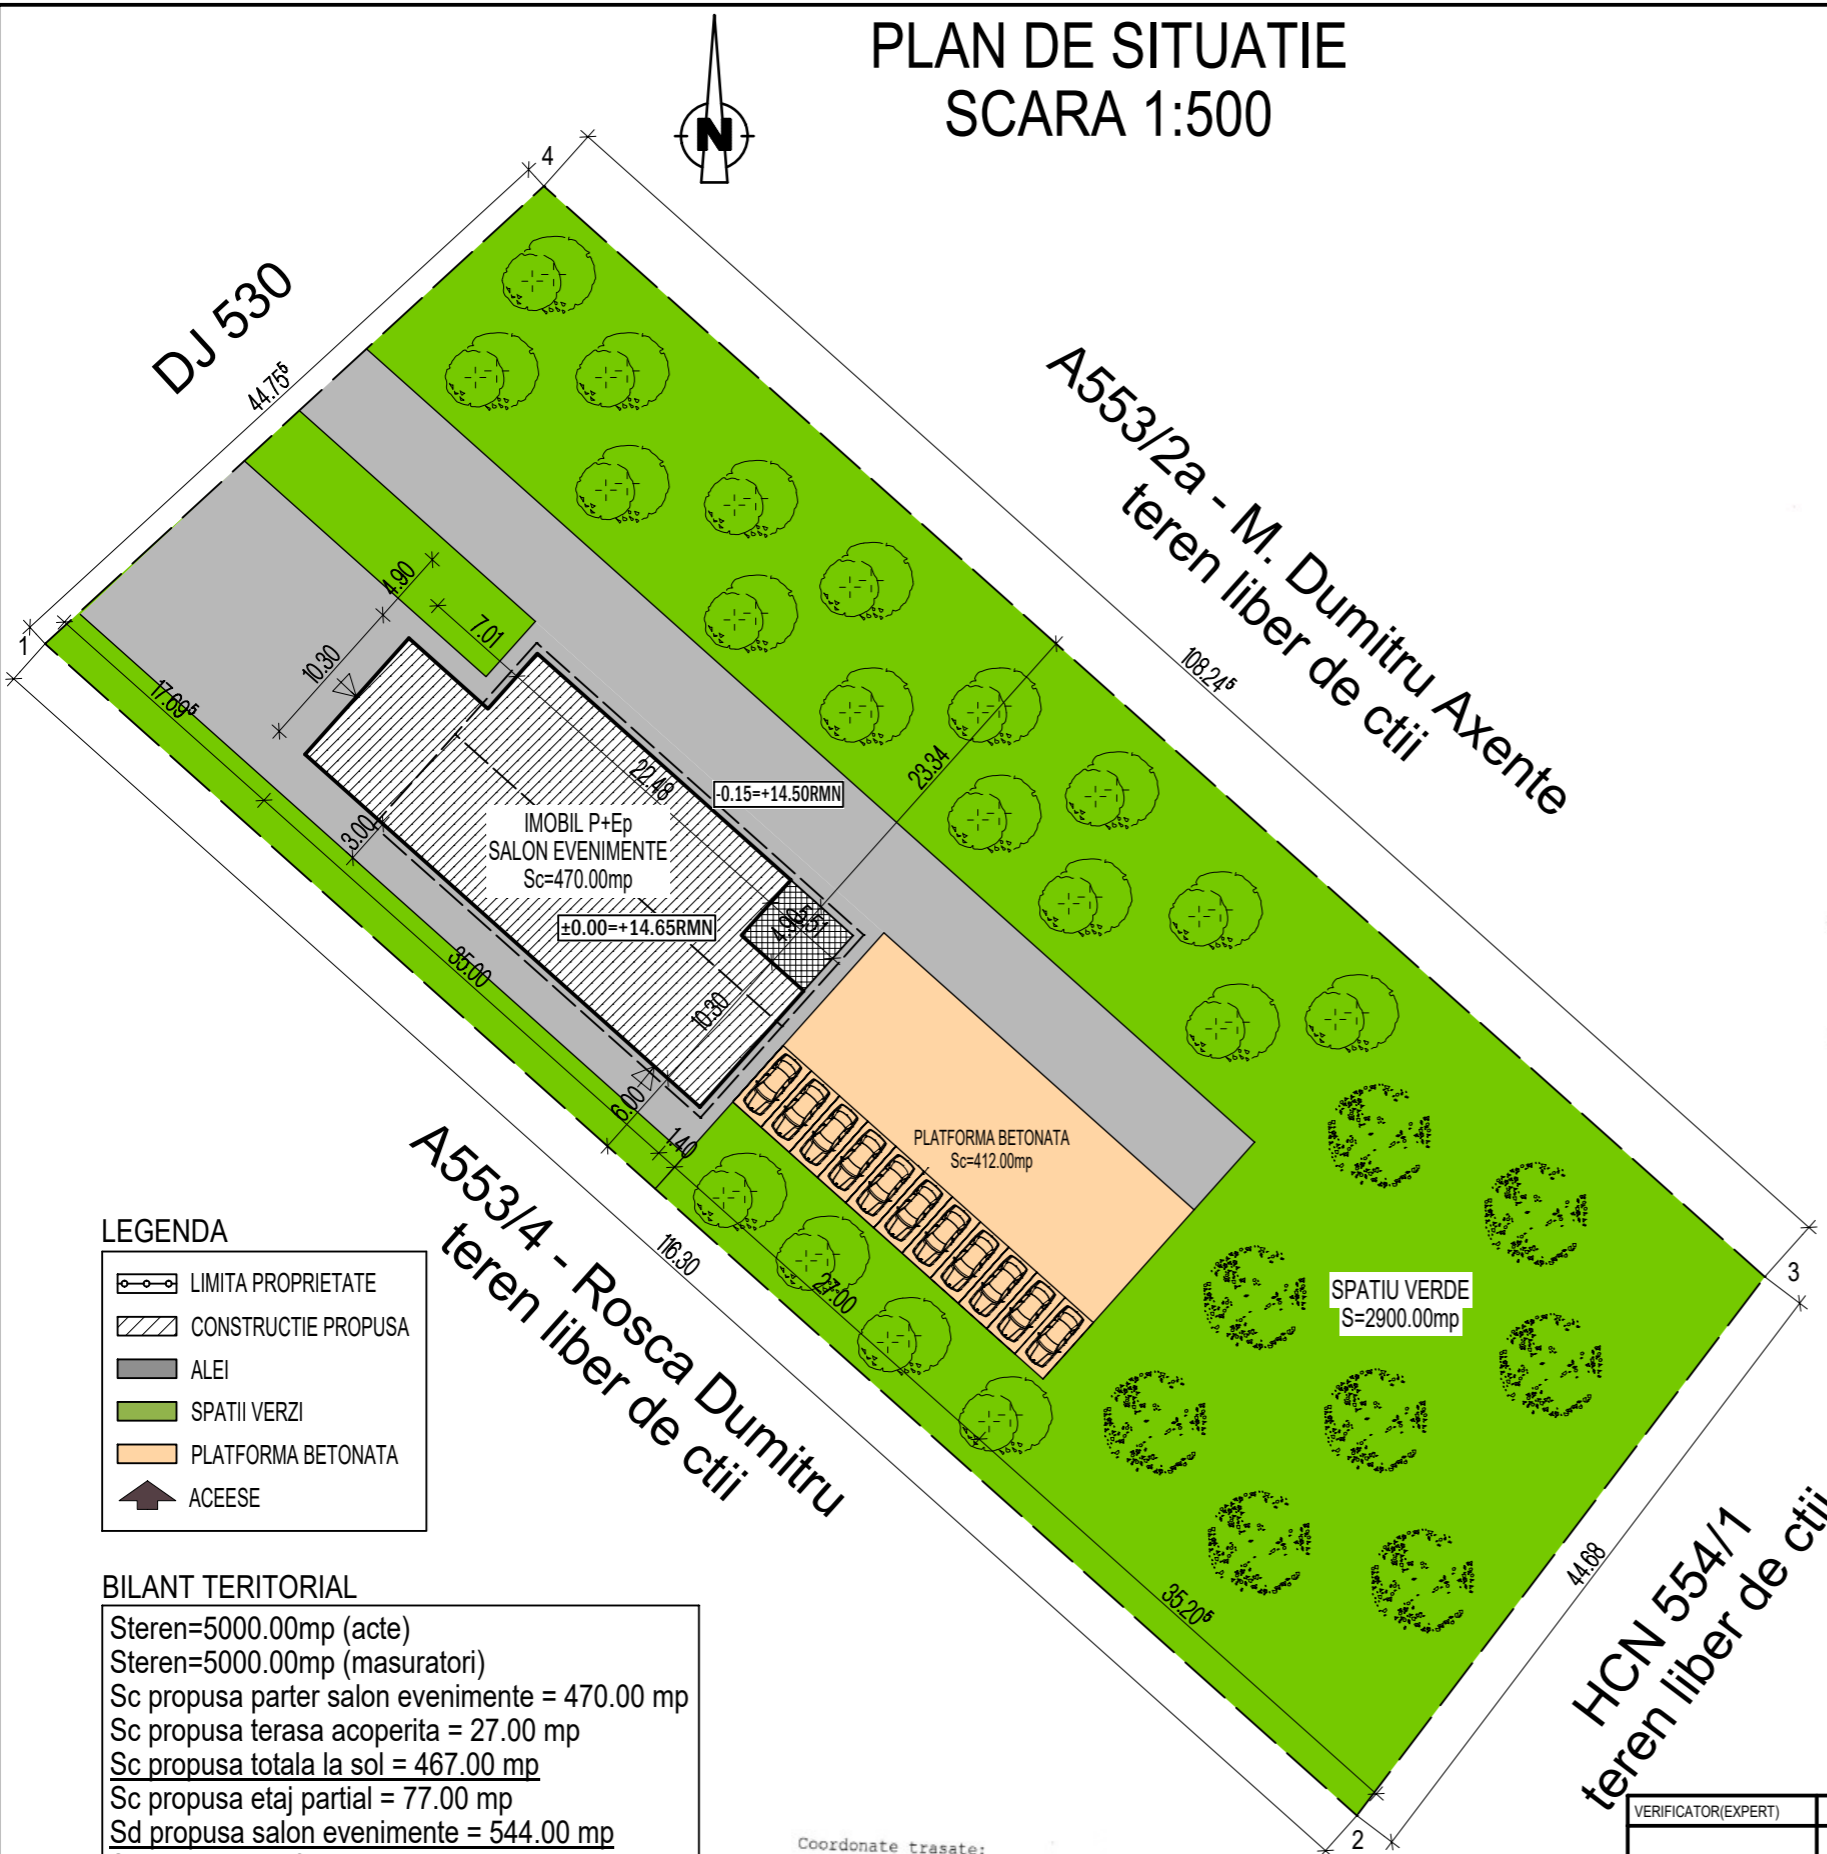 PLAN DE SITUATIE
SCARA 1:500
N
4
DJ 530
44.75⁵
A553/2a - M. Dumitru Axente
teren liber de ctii
108.24⁵
1
4.90
7.01
10.30
17.69⁵
23.34
22.48
-0.15=+14.50RMN
3.00
IMOBIL P+Ep
SALON EVENIMENTE
Sc=470.00mp
±0.00=+14.65RMN
4.90
5.51
35.00
10.30
6.00
1.40
PLATFORMA BETONATA
Sc=412.00mp
A553/4 - Rosca Dumitru
teren liber de ctii
116.30
27.00
SPATIU VERDE
S=2900.00mp
3
35.20⁵
44.68
HCN 554/1
teren liber de ctii
2
LEGENDA
LIMITA PROPRIETATE
CONSTRUCTIE PROPUSA
ALEI
SPATII VERZI
PLATFORMA BETONATA
ACEESE
BILANT TERITORIAL
Steren=5000.00mp (acte)
Steren=5000.00mp (masuratori)
Sc propusa parter salon evenimente = 470.00 mp
Sc propusa terasa acoperita = 27.00 mp
Sc propusa totala la sol = 467.00 mp
Sc propusa etaj partial = 77.00 mp
Sd propusa salon evenimente = 544.00 mp
Coordonate trasate:
VERIFICATOR(EXPERT)